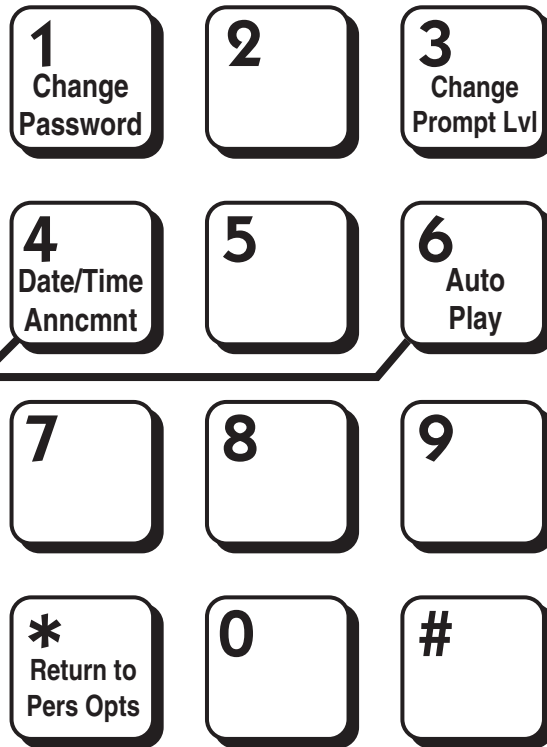 1 2 3
Change Change
Password Prompt Lvl
4 5 6
Date/Time Auto
Anncmnt Play
7 8 9
* 0 #
Return to
Pers Opts